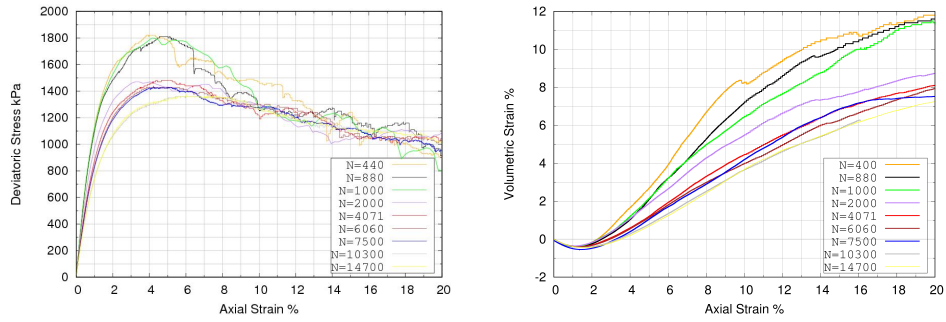 2000
1800
1600
1400
1200
1000
800
600
400
200
0
Deviatoric Stress kPa
0 2 4 6 8 10 12 14 16 18 20
Axial Strain %
N=440
N=880
N=1000
N=2000
N=4071
N=6060
N=7500
N=10300
N=14700
12
10
8
6
4
2
0
-2
Volumetric Strain %
0 2 4 6 8 10 12 14 16 18 20
Axial Strain %
N=400
N=880
N=1000
N=2000
N=4071
N=6060
N=7500
N=10300
N=14700